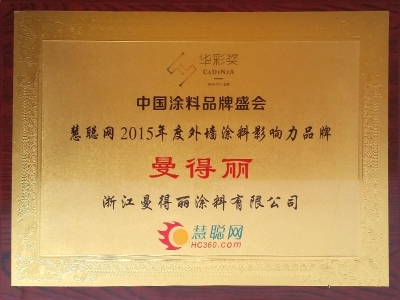 华彩奖
CADENZA
中国涂料品牌盛会
慧聪网2015年度外墙涂料影响力品牌
曼得丽
浙江曼得丽涂料有限公司
慧聪网
HC360.com